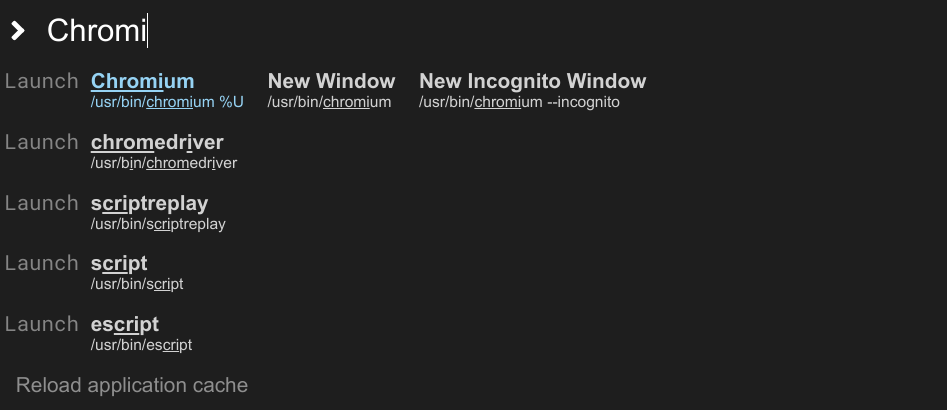 Chromi
Launch Chromium New Window New Incognito Window
/usr/bin/chromium %U /usr/bin/chromium /usr/bin/chromium --incognito
Launch chromedriver
/usr/bin/chromedriver
Launch scriptreplay
/usr/bin/scriptreplay
Launch script
/usr/bin/script
Launch escript
/usr/bin/escript
Reload application cache